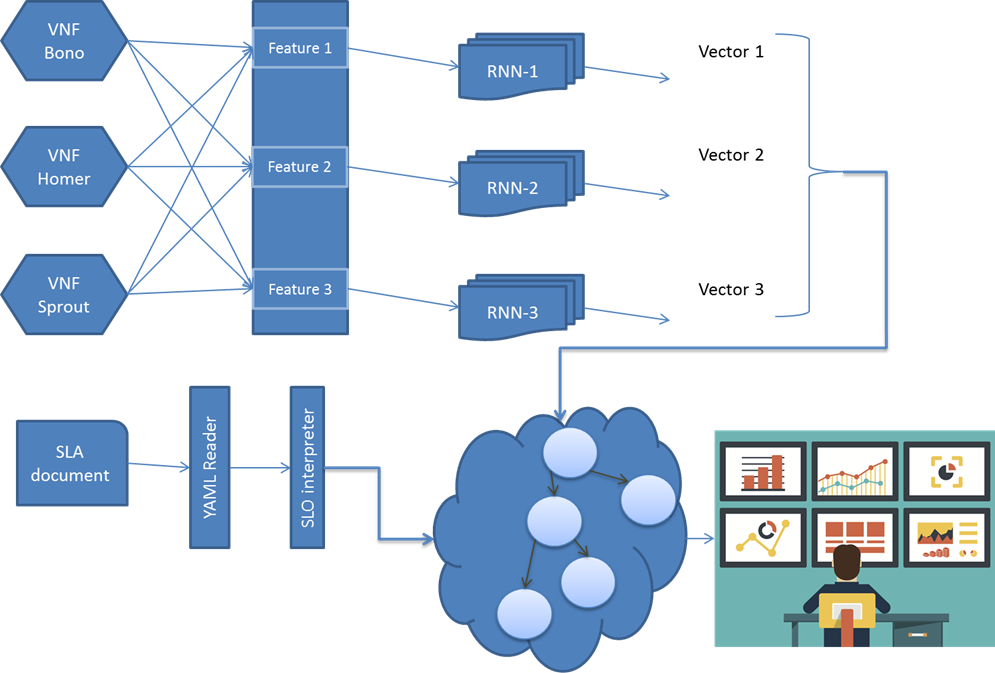 VNF
Bono
Feature 1
RNN-1
Vector 1
VNF
Homer
Feature 2
RNN-2
Vector 2
VNF
Sprout
Feature 3
RNN-3
Vector 3
SLA
document
YAML Reader
SLO interpreter